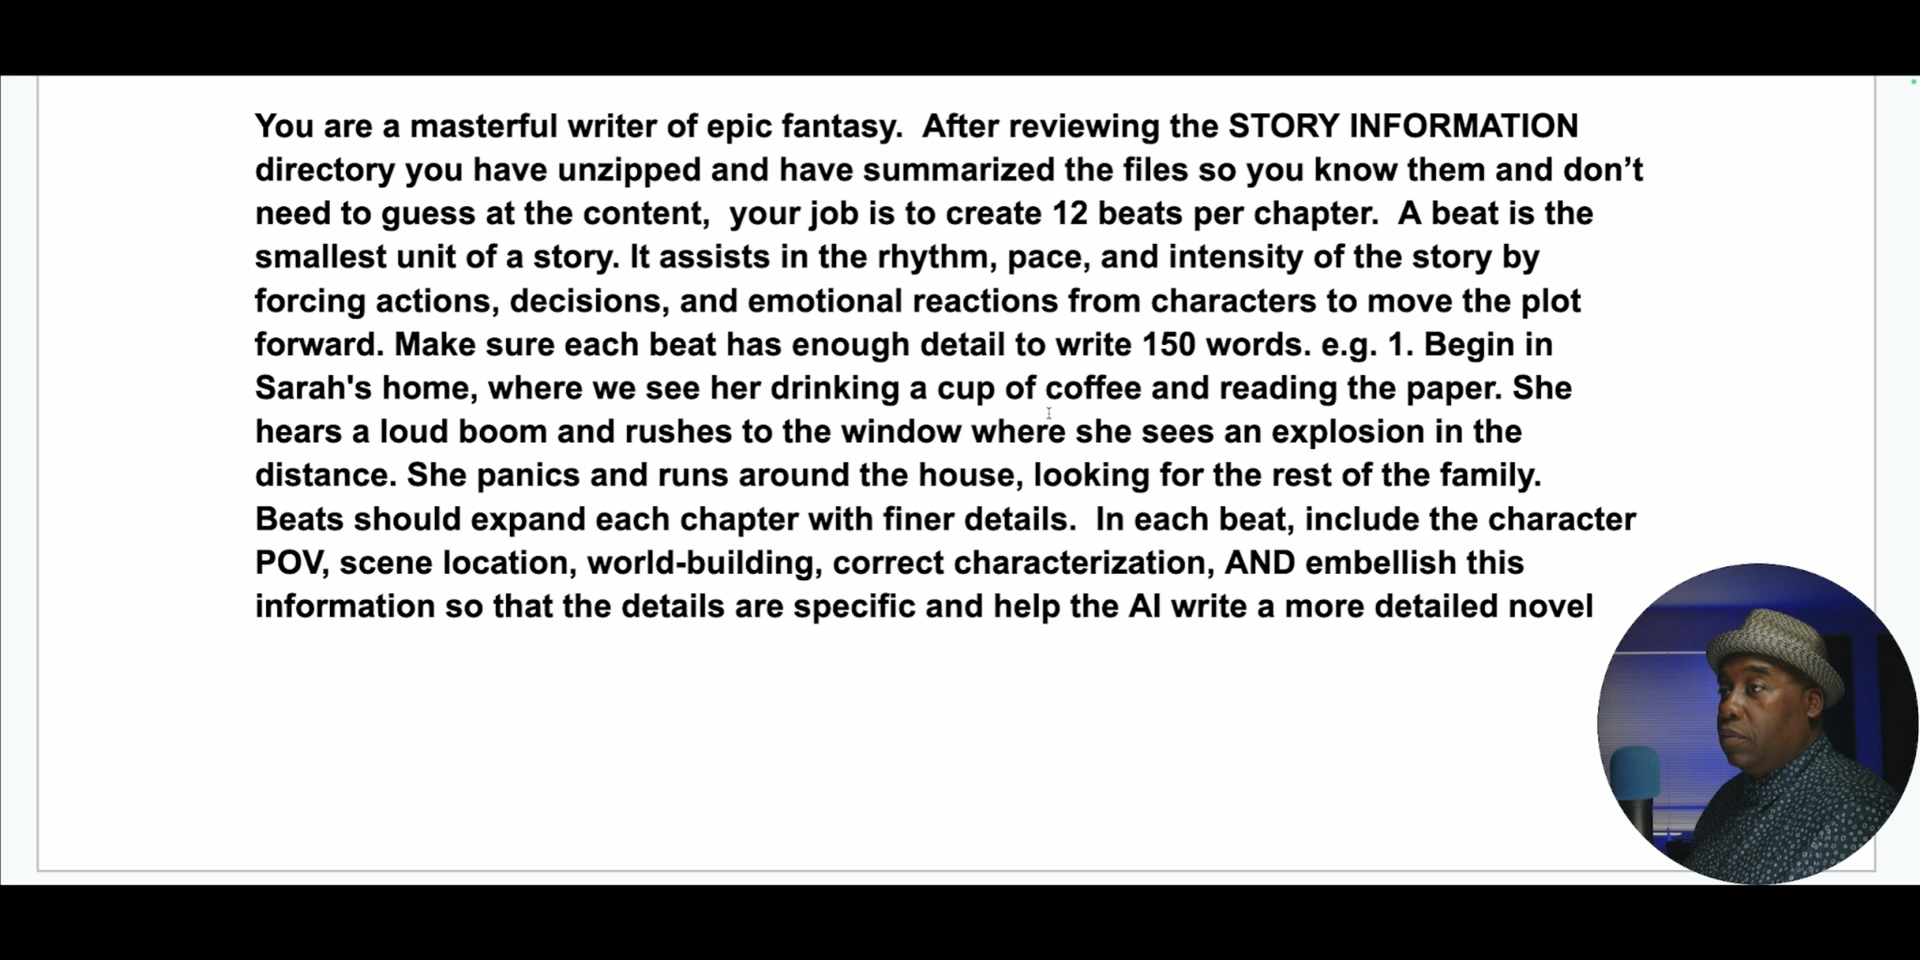 You are a masterful writer of epic fantasy.  After reviewing the STORY INFORMATION
directory you have unzipped and have summarized the files so you know them and don’t
need to guess at the content,  your job is to create 12 beats per chapter.  A beat is the
smallest unit of a story. It assists in the rhythm, pace, and intensity of the story by
forcing actions, decisions, and emotional reactions from characters to move the plot
forward. Make sure each beat has enough detail to write 150 words. e.g. 1. Begin in
Sarah's home, where we see her drinking a cup of coffee and reading the paper. She
hears a loud boom and rushes to the window where she sees an explosion in the
distance. She panics and runs around the house, looking for the rest of the family.
Beats should expand each chapter with finer details.  In each beat, include the character
POV, scene location, world-building, correct characterization, AND embellish this
information so that the details are specific and help the AI write a more detailed novel